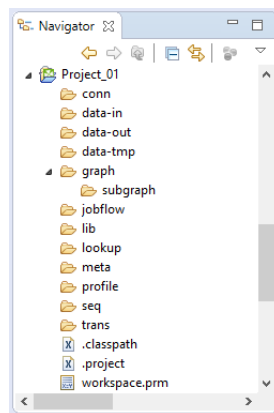 Navigator
Project_01
conn
data-in
data-out
data-tmp
graph
subgraph
jobflow
lib
lookup
meta
profile
seq
trans
.classpath
.project
workspace.prm